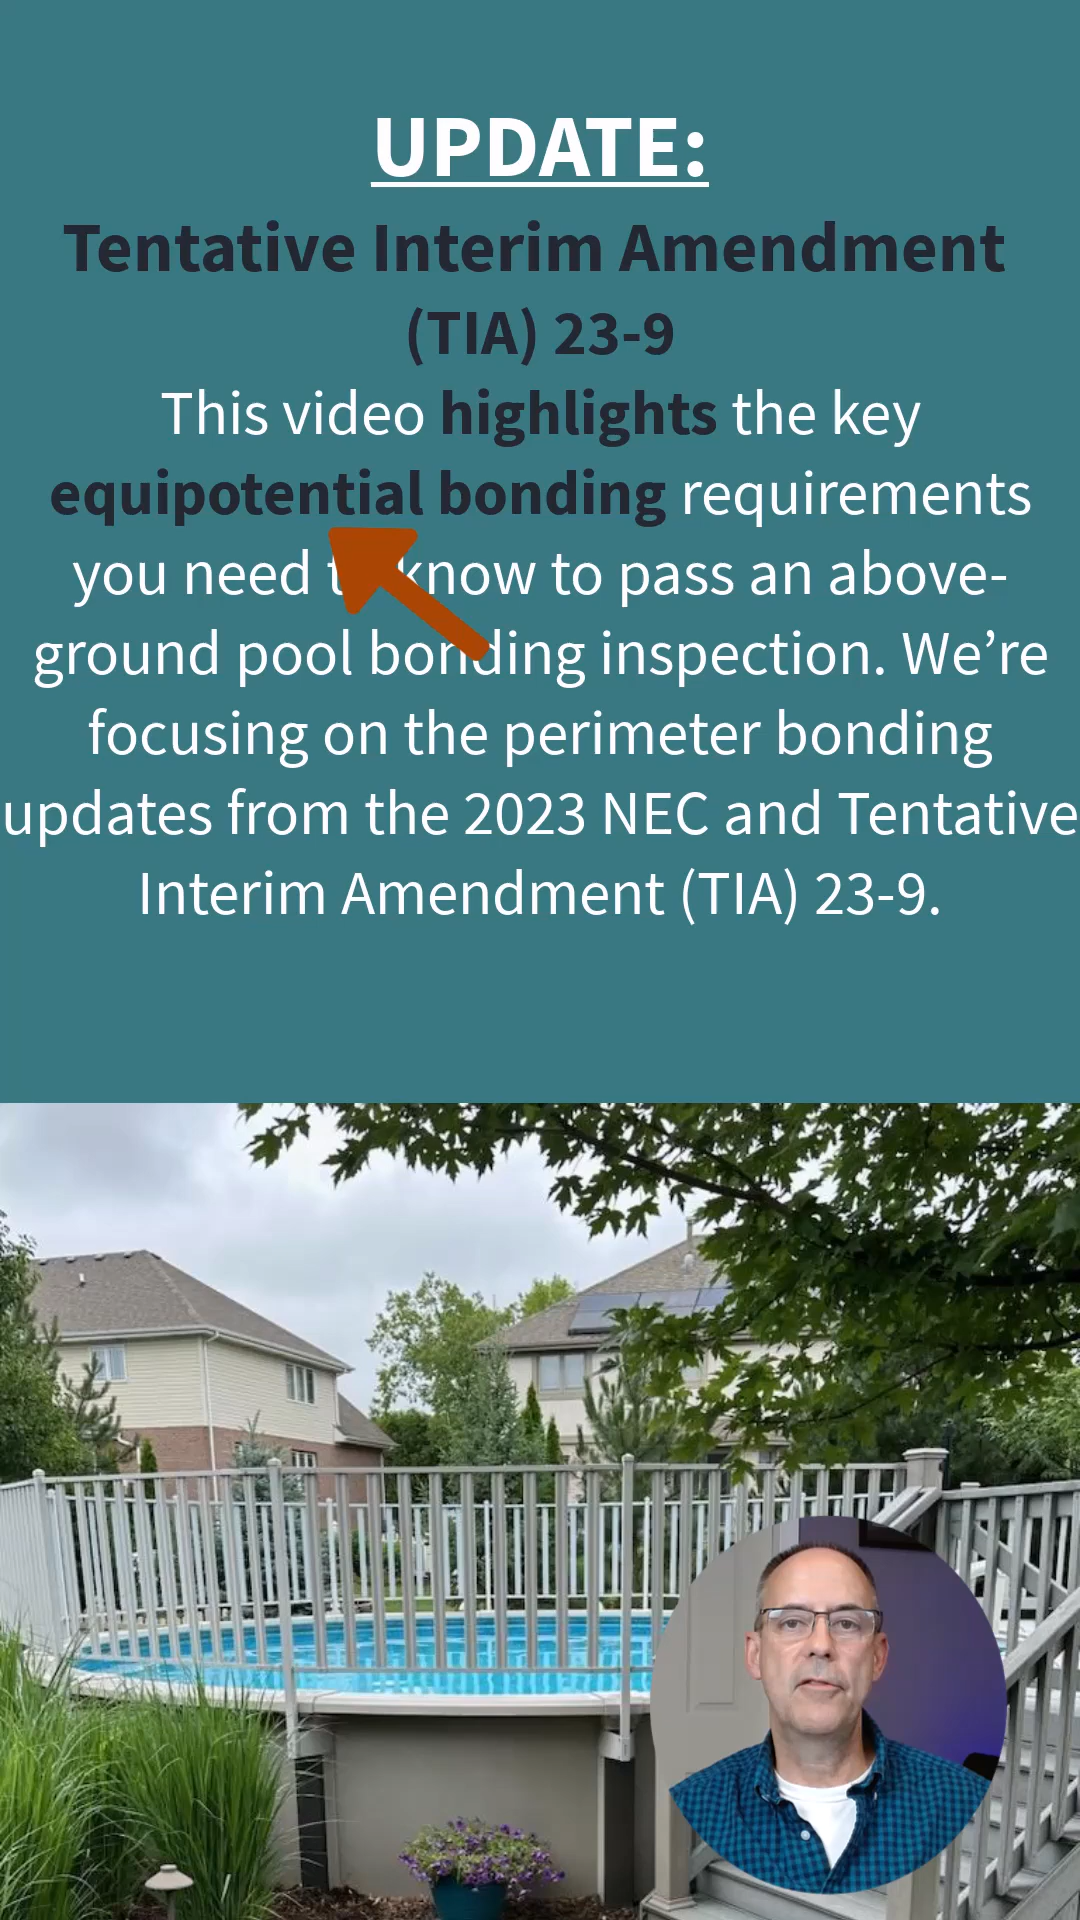 UPDATE:
Tentative Interim Amendment
(TIA) 23-9
This video highlights the key
equipotential bonding requirements
you need to know to pass an above-
ground pool bonding inspection. We’re
focusing on the perimeter bonding
updates from the 2023 NEC and Tentative
Interim Amendment (TIA) 23-9.